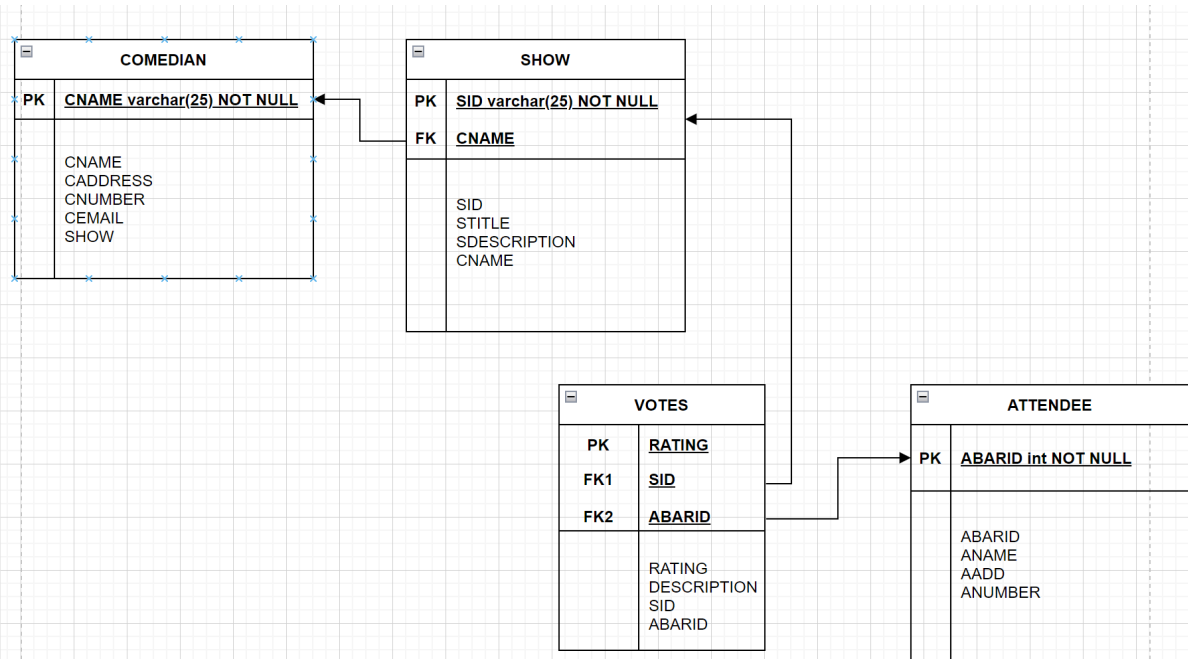 COMEDIAN
PK CNAME varchar(25) NOT NULL
CNAME
CADDRESS
CNUMBER
CEMAIL
SHOW
SHOW
PK SID varchar(25) NOT NULL
FK CNAME
SID
STITLE
SDESCRIPTION
CNAME
VOTES
PK RATING
FK1 SID
FK2 ABARID
RATING
DESCRIPTION
SID
ABARID
ATTENDEE
PK ABARID int NOT NULL
ABARID
ANAME
AADD
ANUMBER